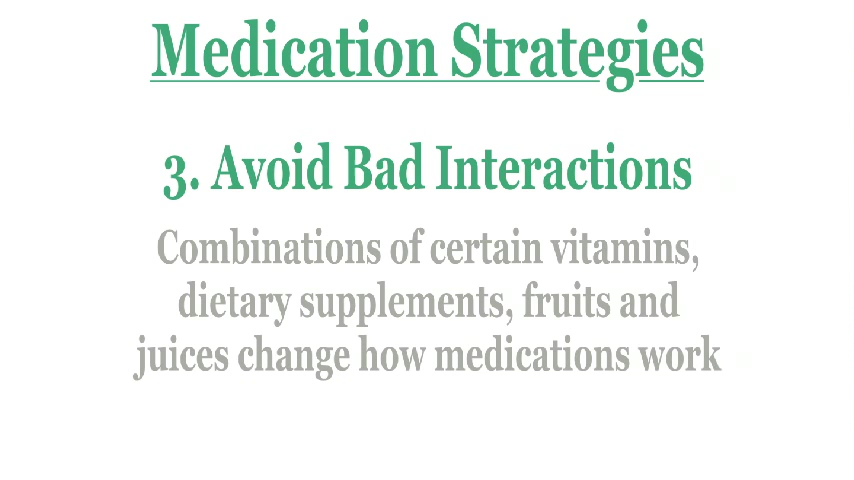 Medication Strategies
3. Avoid Bad Interactions
Combinations of certain vitamins,
dietary supplements, fruits and
juices change how medications work